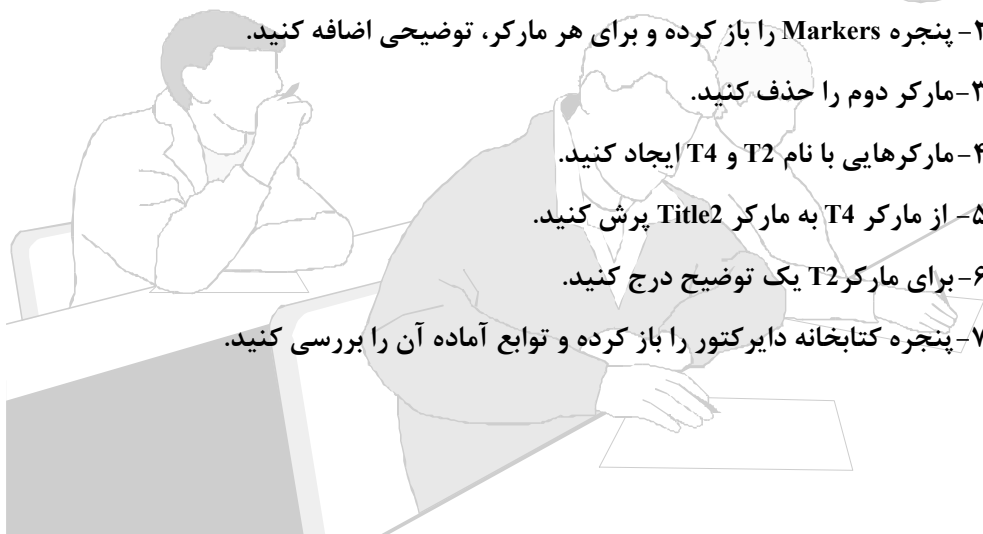 ۲- پنجره Markers را باز کرده و برای هر مارکر، توضیحی اضافه کنید.
۳-مارکر دوم را حذف کنید.
۴-مارکرهایی با نام T2 و T4 ایجاد کنید.
۵- از مارکر T4 به مارکر Title2 پرش کنید.
۶-برای مارکرT2 یک توضیح درج کنید.
۷-پنجره کتابخانه دایرکتور را باز کرده و توابع آماده آن را بررسی کنید.